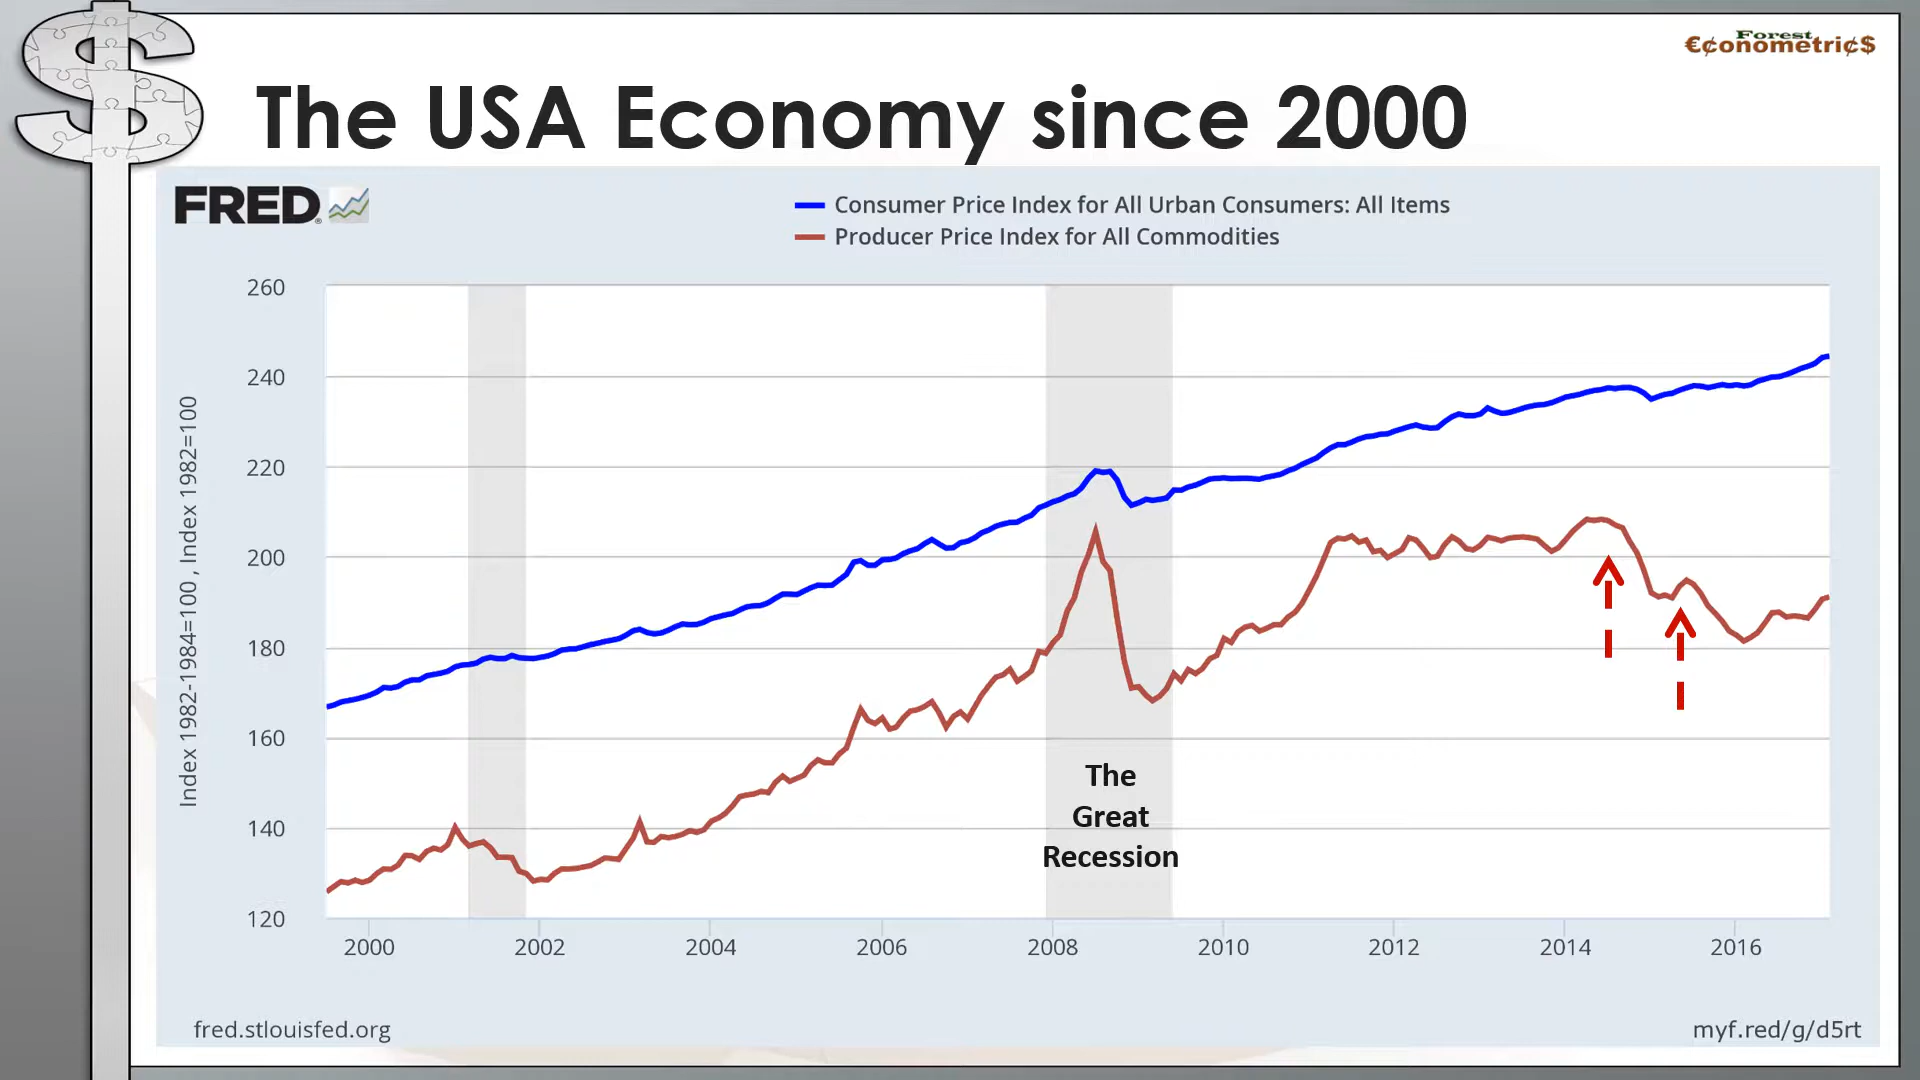 Forest
€¢onometri¢$
The USA Economy since 2000
FRED
Consumer Price Index for All Urban Consumers: All Items
Producer Price Index for All Commodities
Index 1982-1984=100 , Index 1982=100
260
240
220
200
180
160
140
120
The
Great
Recession
2000 2002 2004 2006 2008 2010 2012 2014 2016
fred.stlouisfed.org
myf.red/g/d5rt